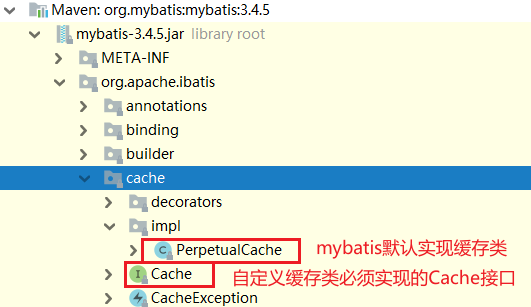 Maven: org.mybatis:mybatis:3.4.5
mybatis-3.4.5.jar library root
META-INF
org.apache.ibatis
annotations
binding
builder
cache
decorators
impl
C PerpetualCache mybatis默认实现缓存类
I Cache 自定义缓存类必须实现的Cache接口
CacheException